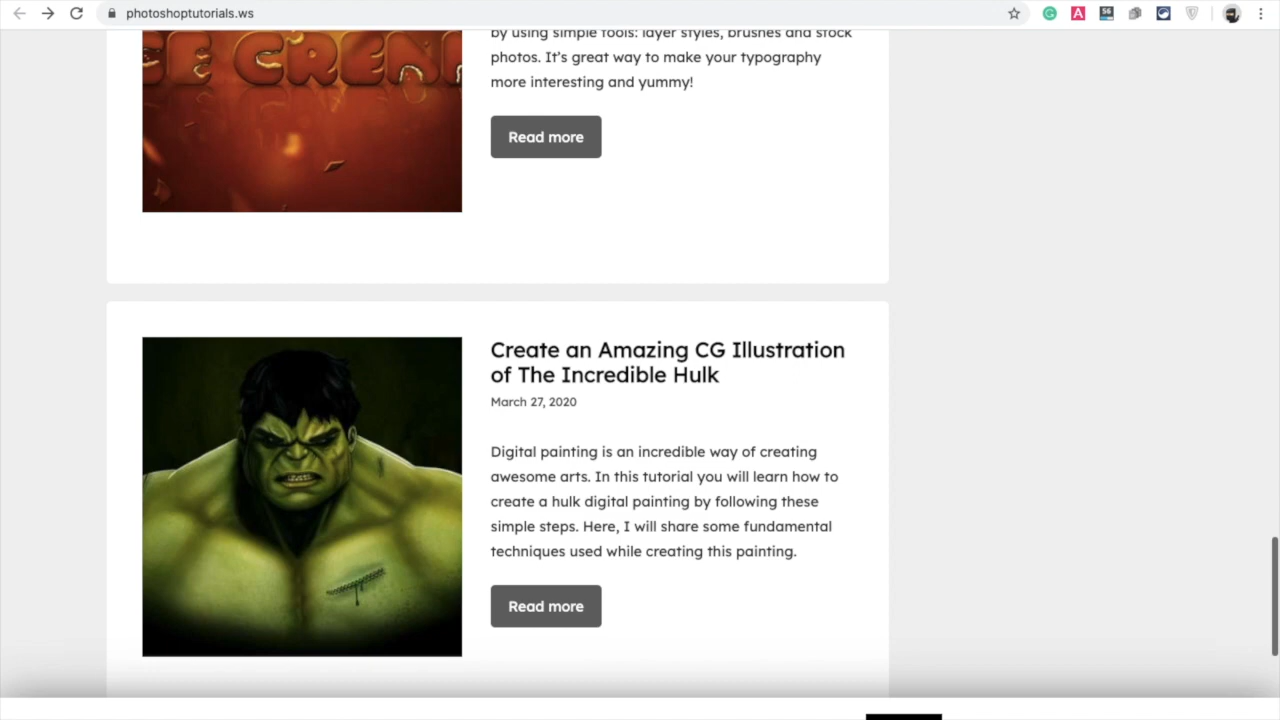 photoshoptutorials.ws
56
by using simple tools: layer styles, brushes and stock
photos. It’s great way to make your typography
more interesting and yummy!
Read more
Create an Amazing CG Illustration
of The Incredible Hulk
March 27, 2020
Digital painting is an incredible way of creating
awesome arts. In this tutorial you will learn how to
create a hulk digital painting by following these
simple steps. Here, I will share some fundamental
techniques used while creating this painting.
Read more